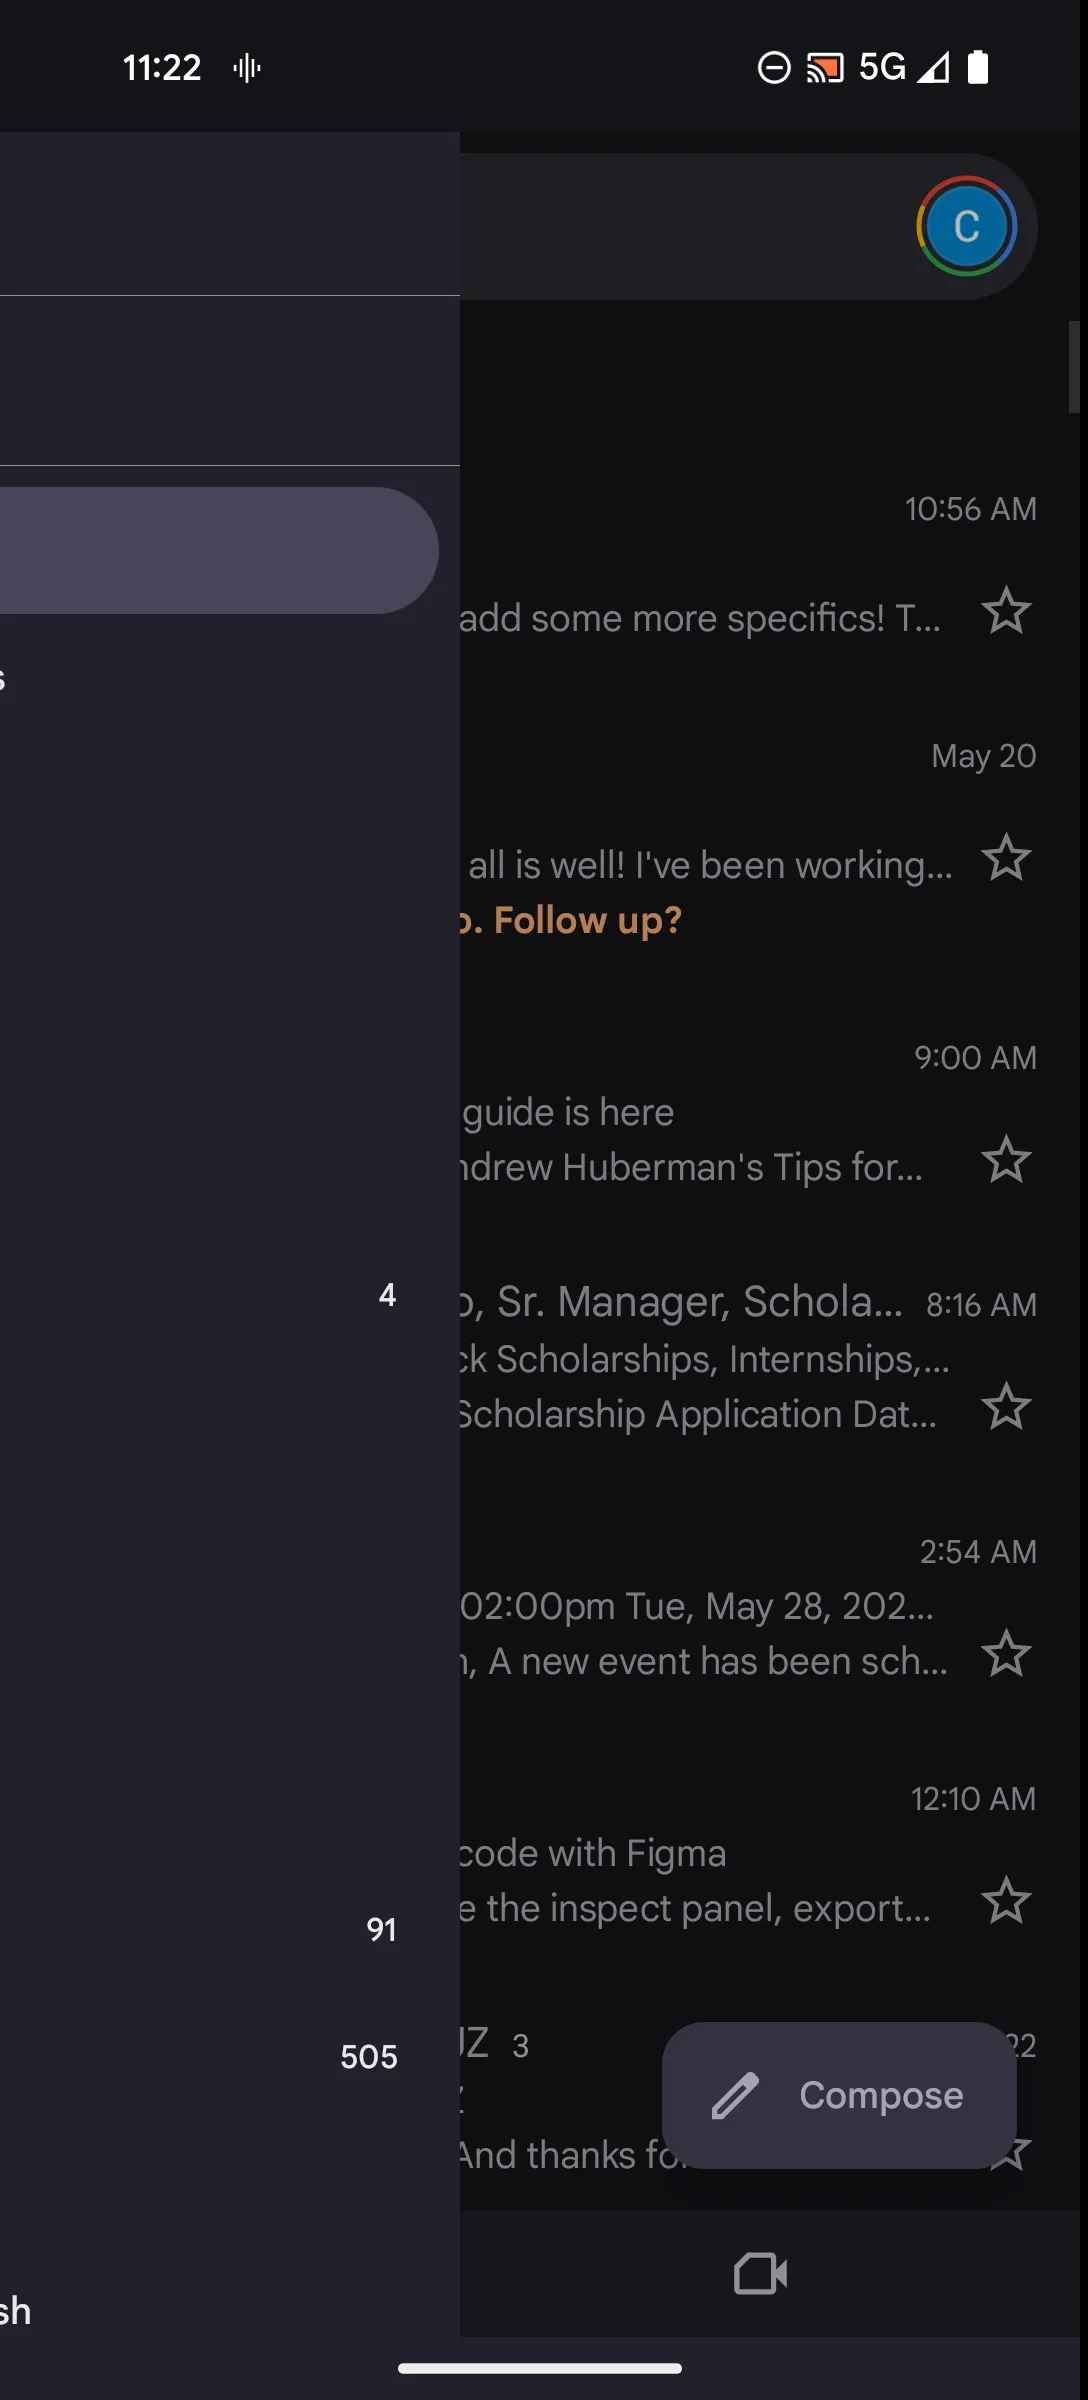 11:22 5G
C
10:56 AM
add some more specifics! T...
s
May 20
all is well! I've been working...
o. Follow up?
9:00 AM
guide is here
ndrew Huberman's Tips for...
4
o, Sr. Manager, Schola... 8:16 AM
ck Scholarships, Internships,...
Scholarship Application Dat...
2:54 AM
02:00pm Tue, May 28, 202...
n, A new event has been sch...
12:10 AM
code with Figma
e the inspect panel, export...
91
JZ 3 22
505
Z
Compose
And thanks fo
sh